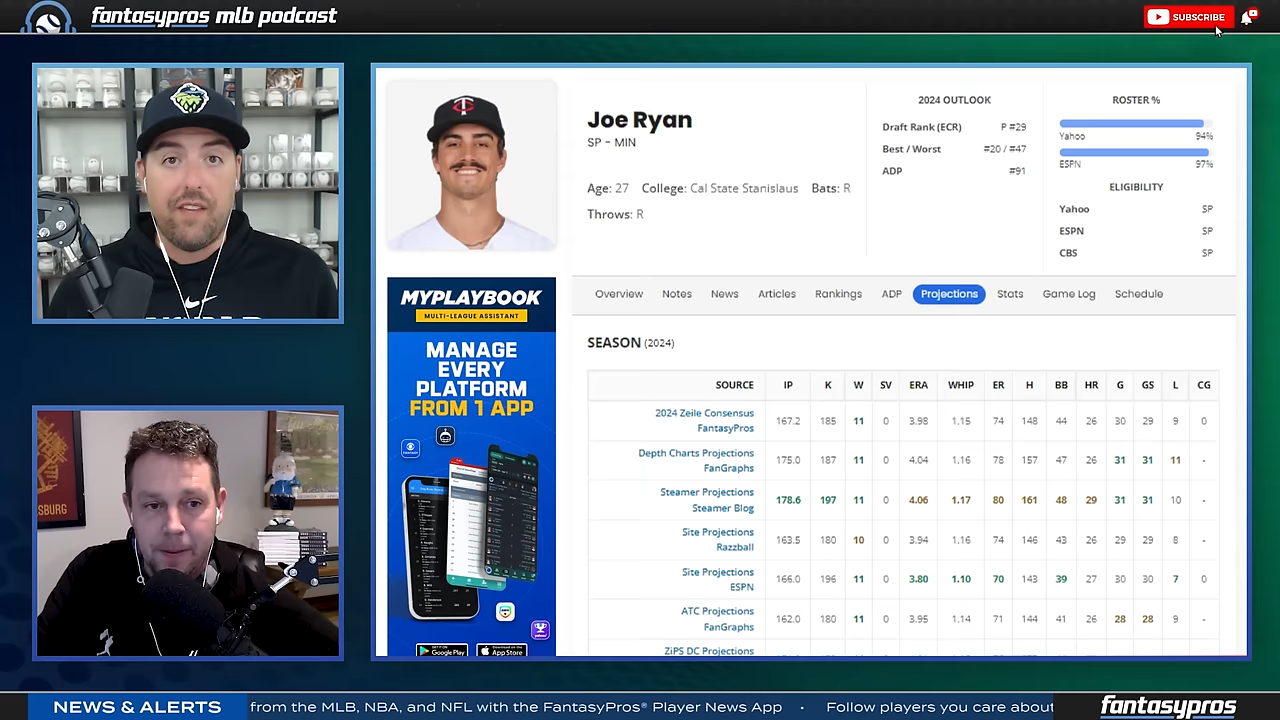 fantasypros mlb podcast
SUBSCRIBE
Joe Ryan
SP - MIN
Age: 27 College: Cal State Stanislaus Bats: R
Throws: R
2024 OUTLOOK
Draft Rank (ECR) P #29
Best / Worst #20 / #47
ADP #91
ROSTER %
Yahoo 94%
ESPN 97%
ELIGIBILITY
Yahoo SP
ESPN SP
CBS SP
MYPLAYBOOK
MULTI-LEAGUE ASSISTANT
MANAGE
EVERY
PLATFORM
FROM 1 APP
GET IT ON
Google Play
App Store
Overview Notes News Articles Rankings ADP Projections Stats Game Log Schedule
SEASON (2024)
SOURCE IP K W SV ERA WHIP ER H BB HR G GS L CG
2024 Zeile Consensus
FantasyPros 167.2 185 11 0 3.98 1.15 74 148 44 26 30 29 9 0
Depth Charts Projections
FanGraphs 175.0 187 11 0 4.04 1.16 78 157 47 26 31 31 11 -
Steamer Projections
Steamer Blog 178.6 197 11 0 4.06 1.17 80 161 48 29 31 31 10 -
Site Projections
Razzball 163.5 180 10 0 3.94 1.16 74 146 43 26 29 29 8 -
Site Projections
ESPN 166.0 196 11 0 3.80 1.10 70 143 39 27 30 30 7 0
ATC Projections
FanGraphs 162.0 180 11 0 3.95 1.14 71 144 41 26 28 28 9 -
ZiPS DC Projections
SBURG
NEWS & ALERTS
from the MLB, NBA, and NFL with the FantasyPros® Player News App · Follow players you care about
fantasypros